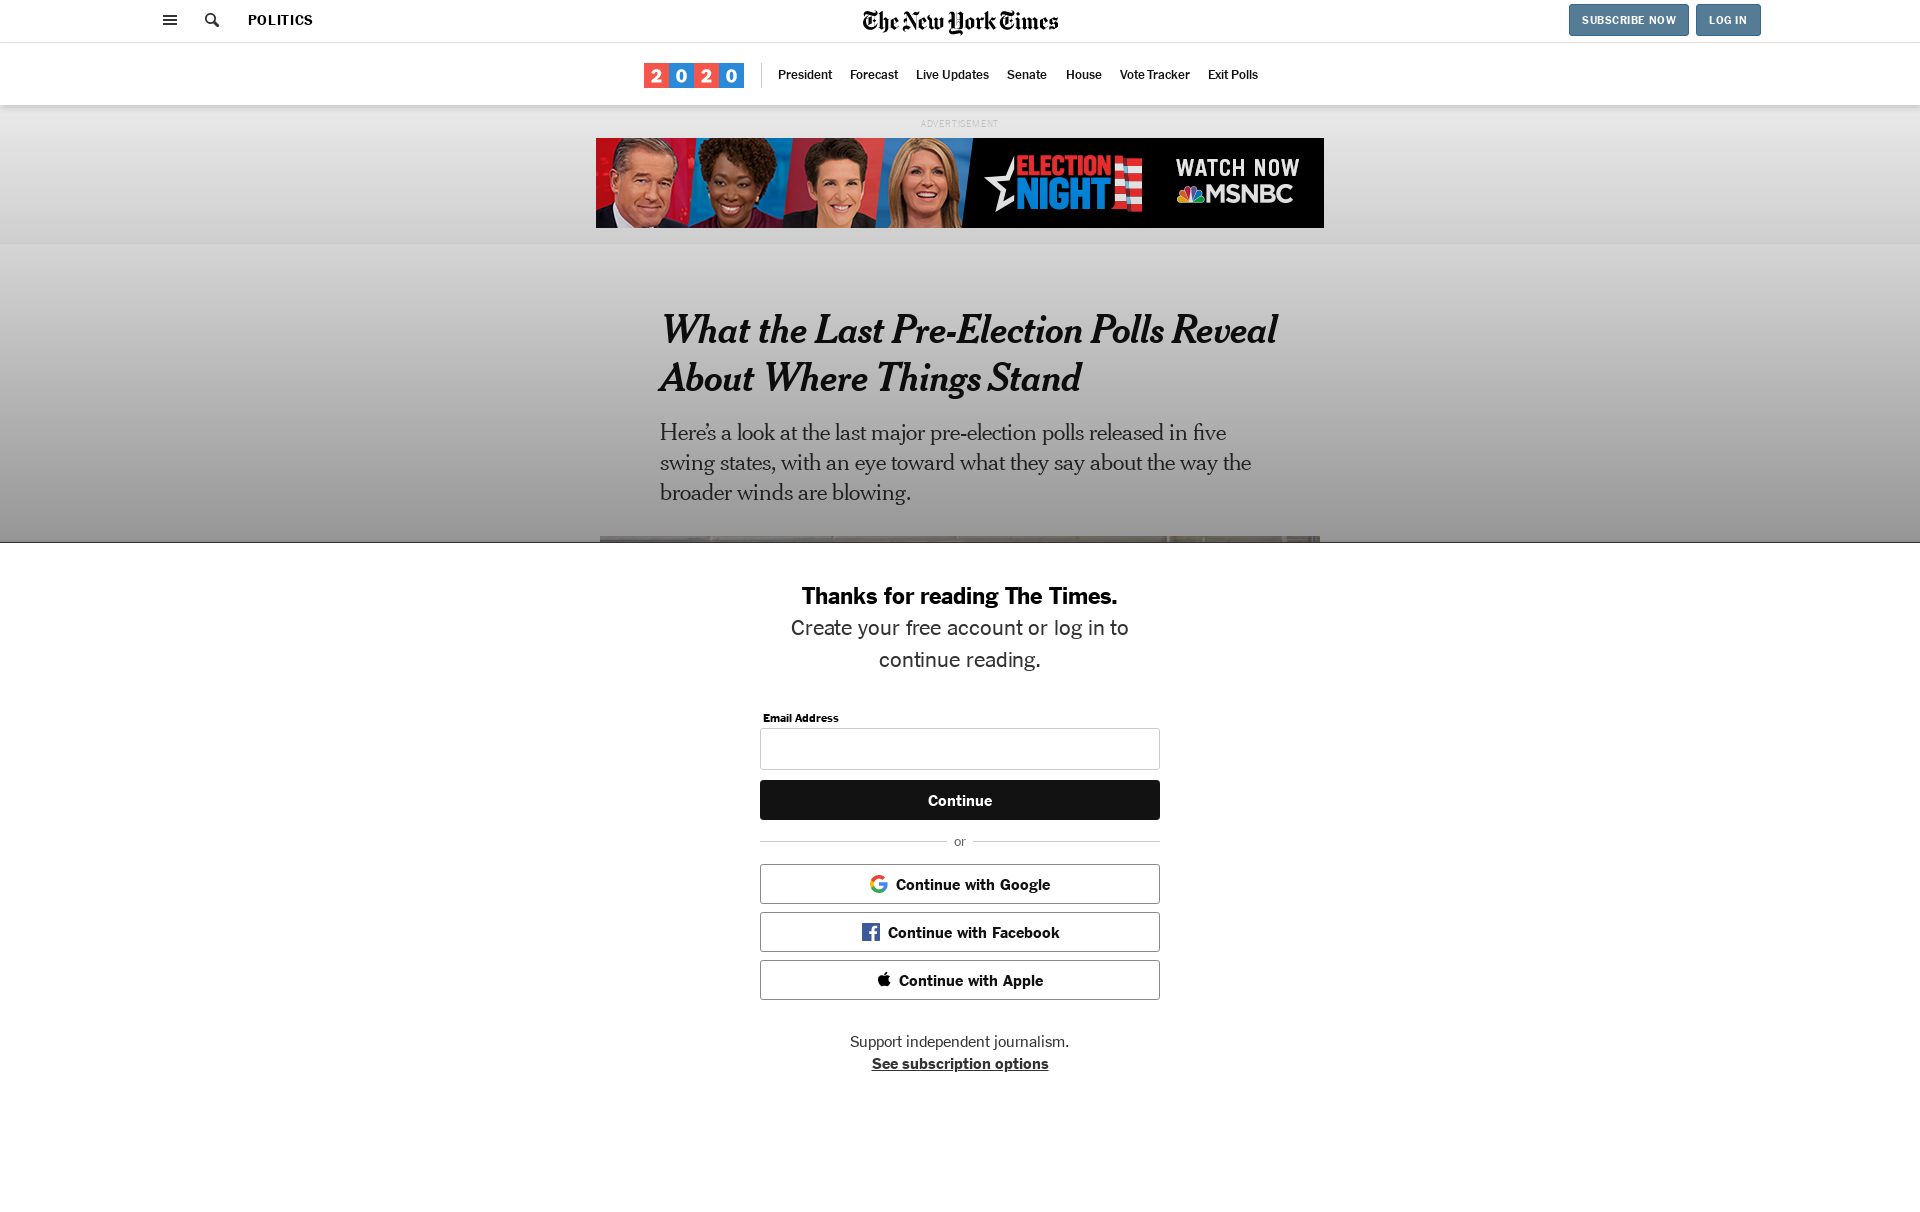 POLITICS
The New York Times
SUBSCRIBE NOW
LOG IN
2020
President
Forecast
Live Updates
Senate
House
Vote Tracker
Exit Polls
ADVERTISEMENT
ELECTION
NIGHT
WATCH NOW
MSNBC
What the Last Pre-Election Polls Reveal
About Where Things Stand
Here’s a look at the last major pre-election polls released in five
swing states, with an eye toward what they say about the way the
broader winds are blowing.
Thanks for reading The Times.
Create your free account or log in to
continue reading.
Email Address
Continue
or
Continue with Google
Continue with Facebook
Continue with Apple
Support independent journalism.
See subscription options